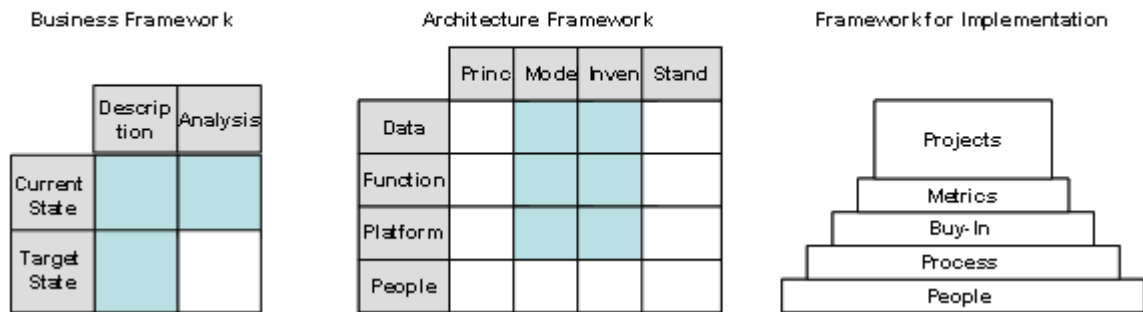 Business Framework
Architecture Framework
Framework for Implementation
Descrip
tion
Analysis
Current
State
Target
State
Princ
Mode
Inven
Stand
Data
Function
Platform
People
Projects
Metrics
Buy-In
Process
People